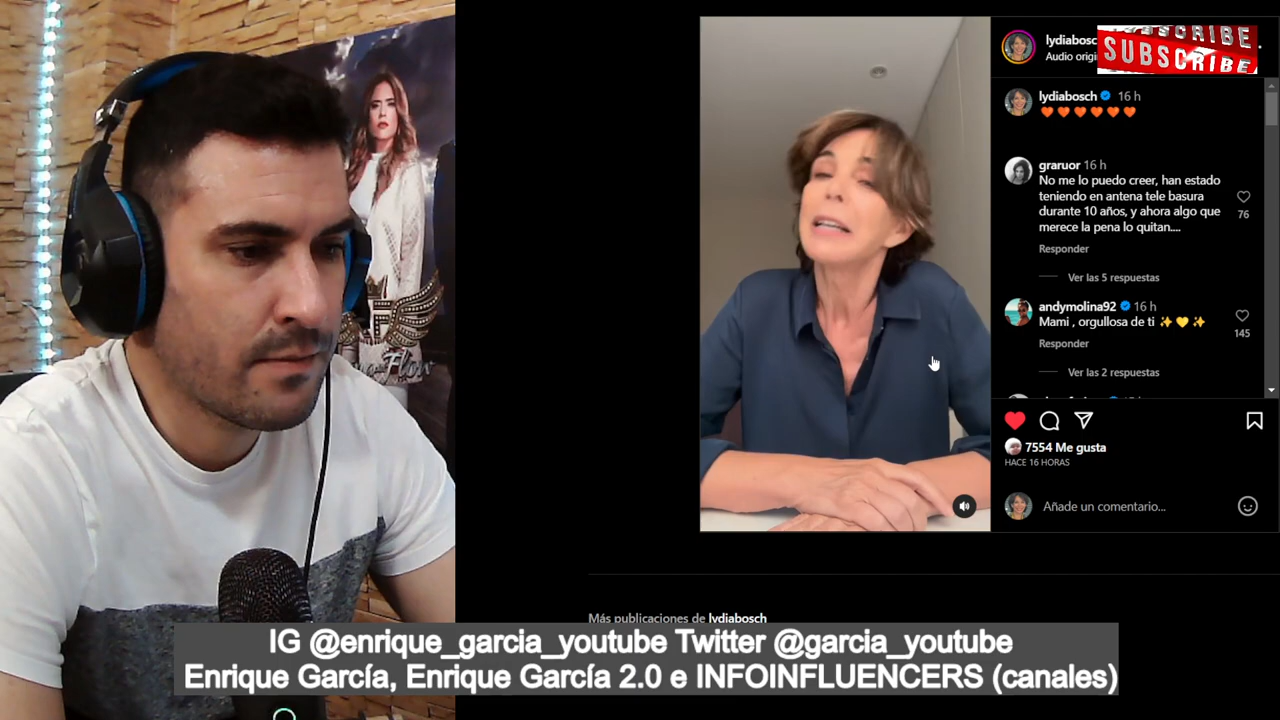 lydiabosc
Audio origi
SUBSCRIBE
SUBSCRIBE
lydiabosch 16 h
🧡🧡🧡🧡🧡🧡
graruor 16 h
No me lo puedo creer, han estado
teniendo en antena tele basura
durante 10 años, y ahora algo que
merece la pena lo quitan....
76
Responder
Ver las 5 respuestas
andymolina92 16 h
Mami , orgullosa de ti ✨💛✨
145
Responder
Ver las 2 respuestas
7554 Me gusta
HACE 16 HORAS
Añade un comentario...
Más publicaciones de lydiabosch
Flow
IG @enrique_garcia_youtube Twitter @garcia_youtube
Enrique García, Enrique García 2.0 e INFOINFLUENCERS (canales)